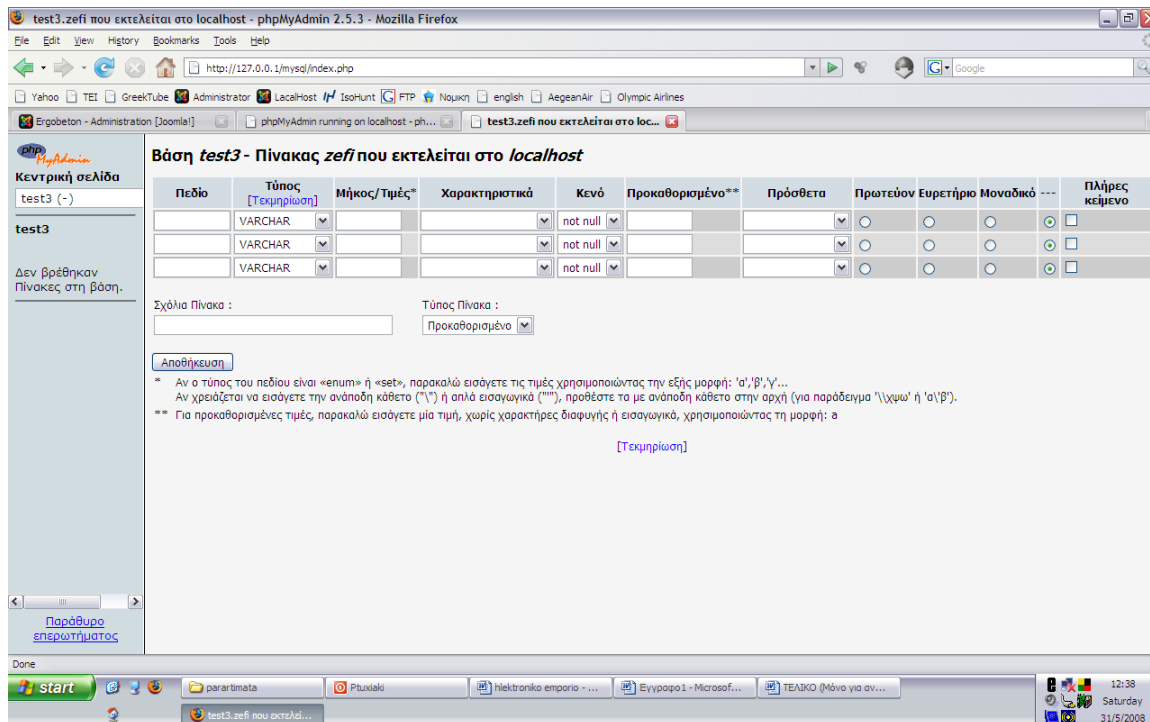 test3.zefi που εκτελείται στο localhost - phpMyAdmin 2.5.3 - Mozilla Firefox
File Edit View History Bookmarks Tools Help
http://127.0.0.1/mysql/index.php
Google
Yahoo TEI GreekTube Administrator LacalHost IsoHunt FTP Νομικη english AegeanAir Olympic Airlines
Ergobeton - Administration [Joomla!] phpMyAdmin running on localhost - ph... test3.zefi που εκτελείται στο loc...
php MyAdmin
Κεντρική σελίδα
test3 (-)
test3
Δεν βρέθηκαν
Πίνακες στη βάση.
Παράθυρο
επερωτήματος
Βάση test3 - Πίνακας zefi που εκτελείται στο localhost
Πεδίο Τύπος [Τεκμηρίωση] Μήκος/Τιμές* Χαρακτηριστικά Κενό Προκαθορισμένο** Πρόσθετα Πρωτεύον Ευρετήριο Μοναδικό --- Πλήρες κείμενο
VARCHAR not null
VARCHAR not null
VARCHAR not null
Σχόλια Πίνακα : Τύπος Πίνακα :
Προκαθορισμένο
Αποθήκευση
* Αν ο τύπος του πεδίου είναι «enum» ή «set», παρακαλώ εισάγετε τις τιμές χρησιμοποιώντας την εξής μορφή: 'α','β','γ'...
Αν χρειάζεται να εισάγετε την ανάποδη κάθετο ("\") ή απλά εισαγωγικά ("'"), προθέστε τα με ανάποδη κάθετο στην αρχή (για παράδειγμα '\\χψω' ή 'α\'β').
** Για προκαθορισμένες τιμές, παρακαλώ εισάγετε μία τιμή, χωρίς χαρακτήρες διαφυγής ή εισαγωγικά, χρησιμοποιώντας τη μορφή: a
[Τεκμηρίωση]
Done
start parartimata Ptuxiaki hlektroniko emporio - ... Εγγραφο1 - Microsof... ΤΕΛΙΚΟ (Μόνο για αν... 12:38
test3.zefi που εκτελεί... Saturday
31/5/2008